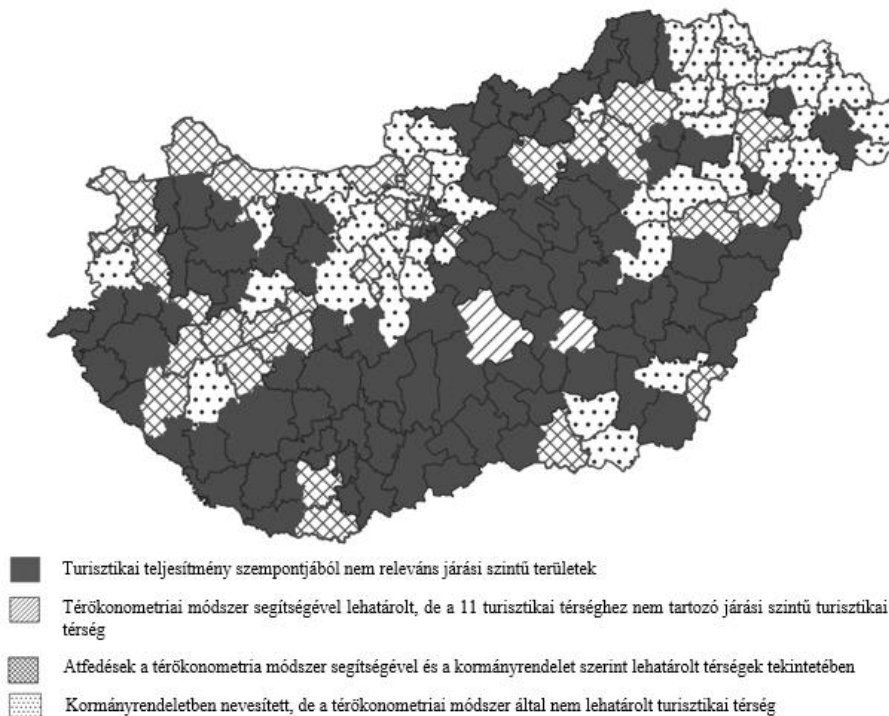 Turisztikai teljesítmény szempontjából nem releváns járási szintű területek
Térökonometriai módszer segítségével lehatárolt, de a 11 turisztikai térséghez nem tartozó járási szintű turisztikai
térség
Atfedések a térökonometria módszer segítségével és a kormányrendelet szerint lehatárolt térségek tekintetében
Kormányrendeletben nevesített, de a térökonometriai módszer által nem lehatárolt turisztikai térség